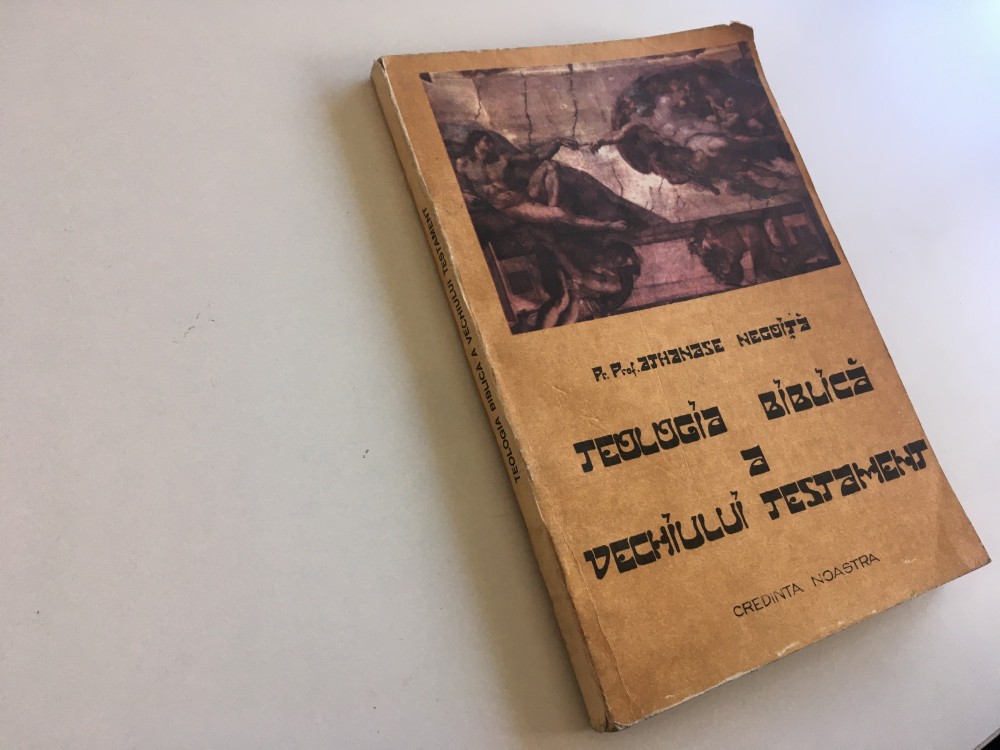 Pr. Prof. ATHANASE NEGOIȚĂ
TEOLOGIA BIBLICĂ
a
VECHIULUI TESTAMENT
CREDINTA NOASTRA
TEOLOGIA BIBLICA A VECHIULUI TESTAMENT